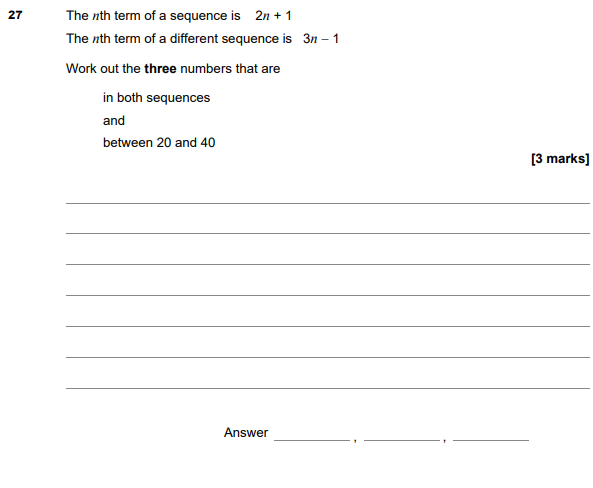 27 The nth term of a sequence is 2n + 1
The nth term of a different sequence is 3n – 1
Work out the three numbers that are
in both sequences
and
between 20 and 40
[3 marks]
Answer , ,